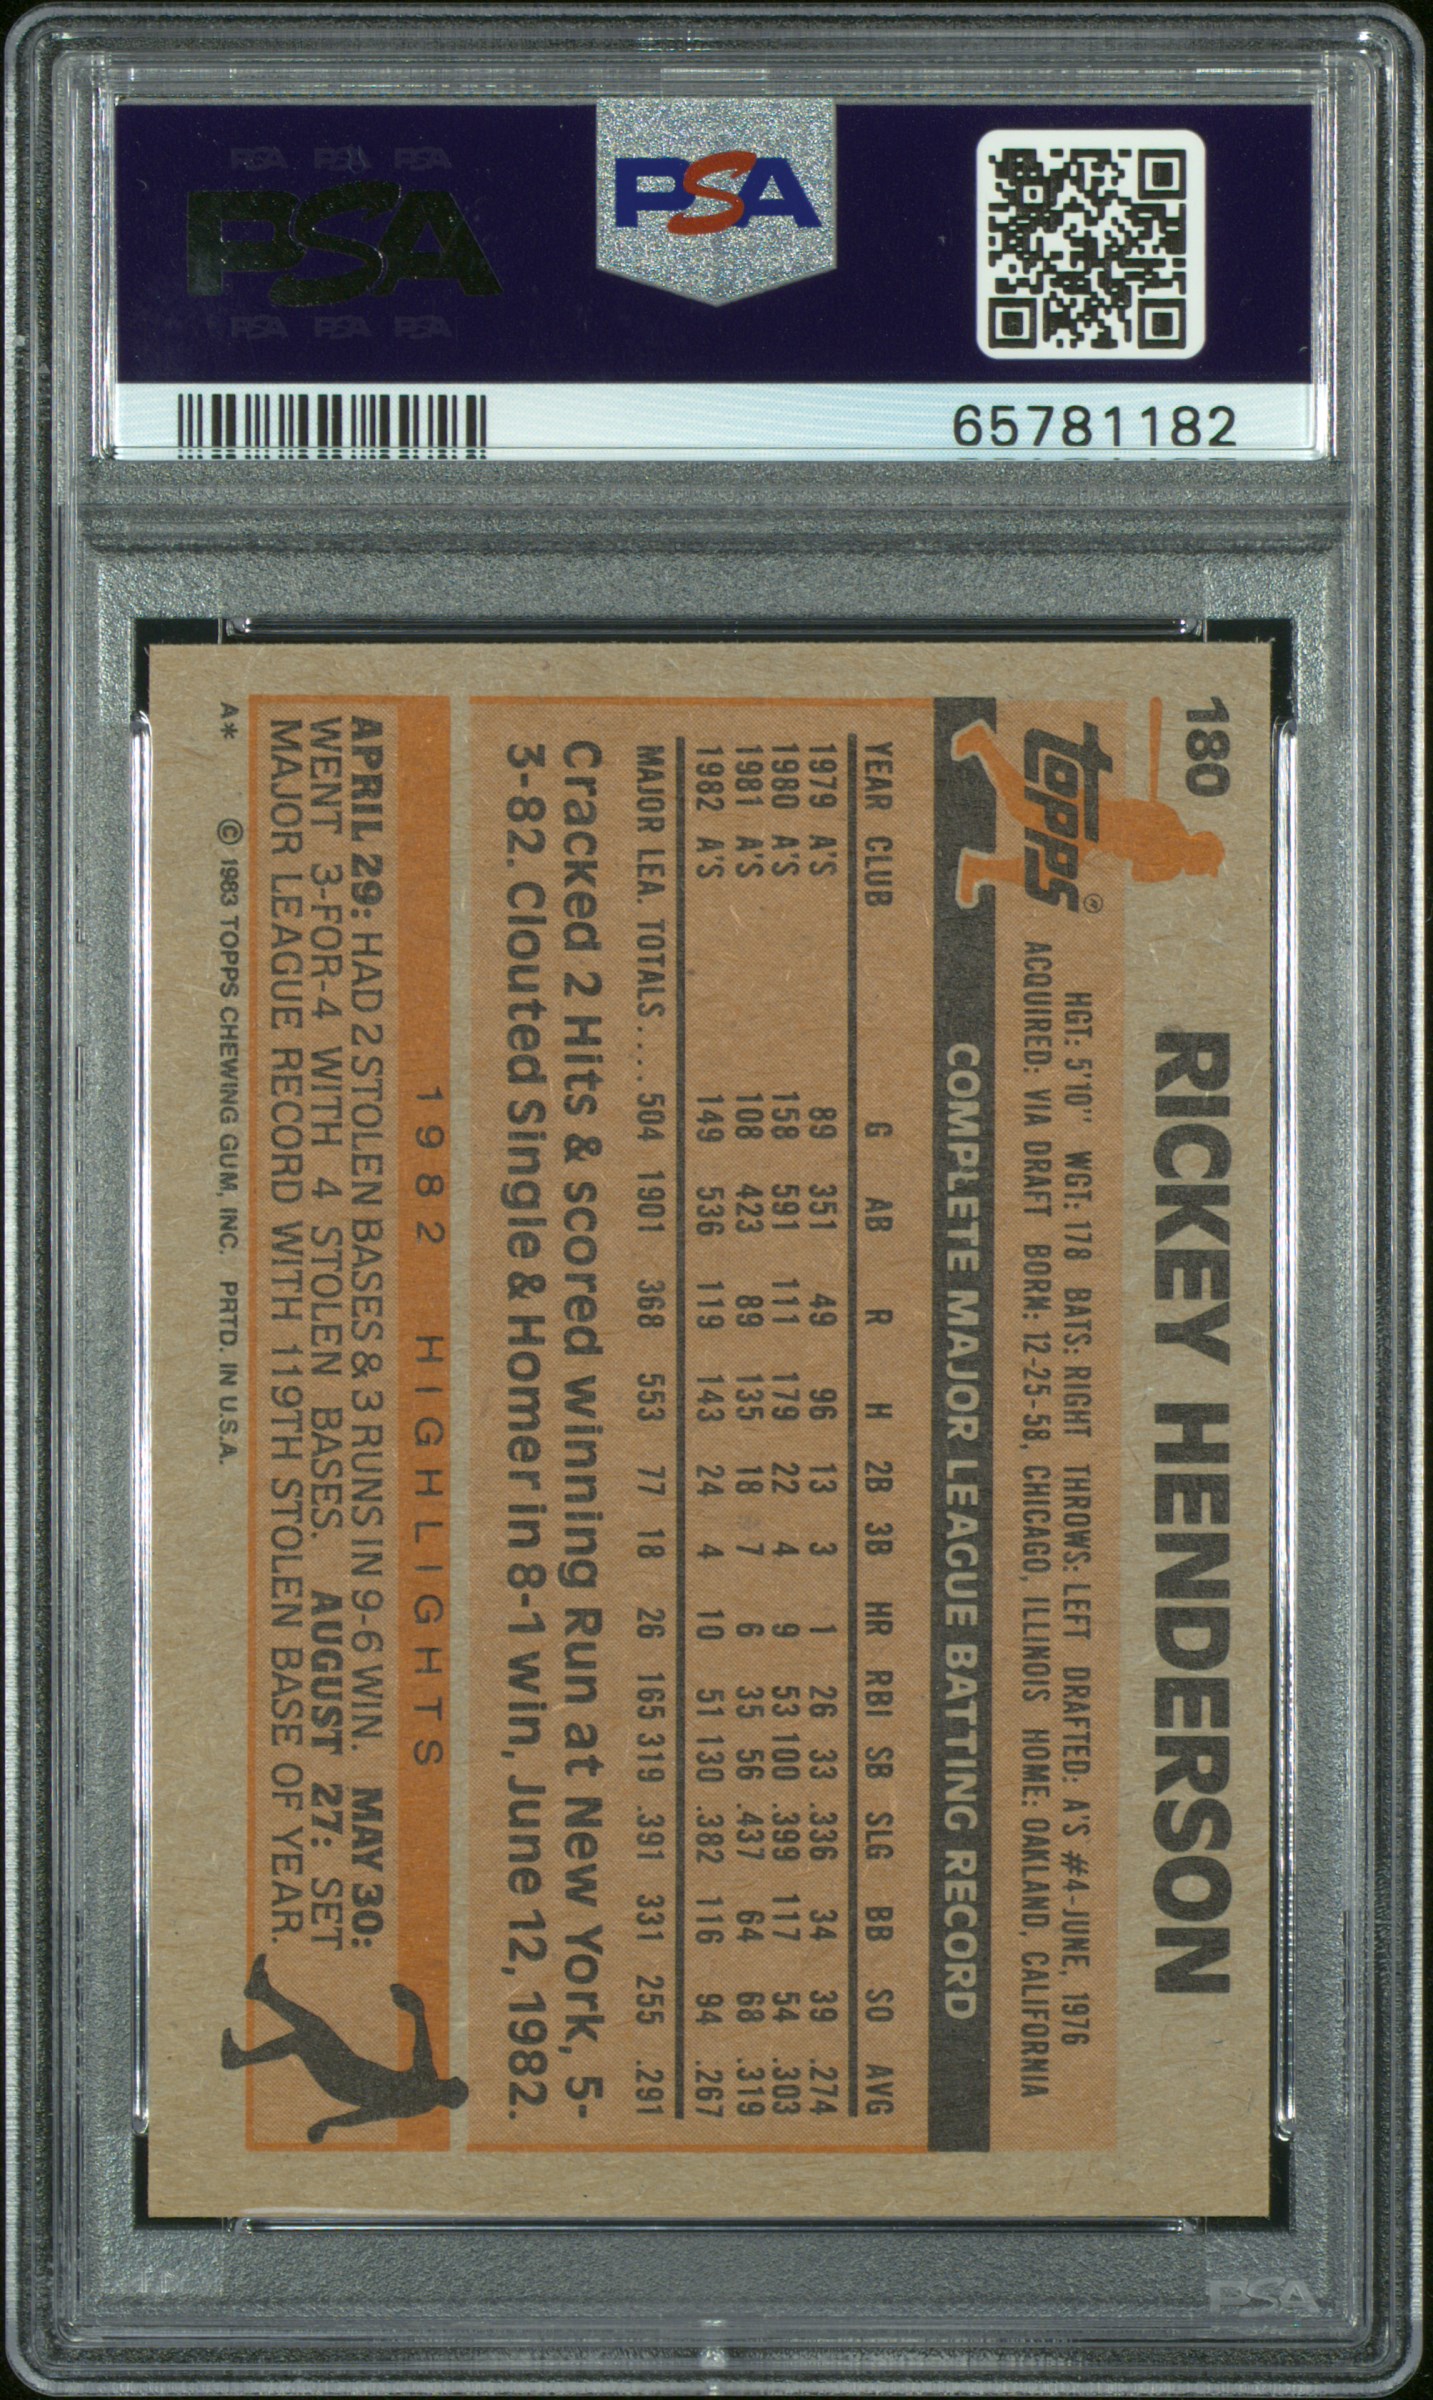 PSA PSA PSA
PSA
PSA PSA PSA
PSA
65781182
180
RICKEY HENDERSON
topps®
HGT: 5'10" WGT: 178 BATS: RIGHT THROWS: LEFT DRAFTED: A'S #4-JUNE, 1976
ACQUIRED: VIA DRAFT BORN: 12-25-58, CHICAGO, ILLINOIS HOME: OAKLAND, CALIFORNIA
COMPLETE MAJOR LEAGUE BATTING RECORD
YEAR CLUB G AB R H 2B 3B HR RBI SB SLG BB SO AVG
1979 A'S 89 351 49 96 13 3 1 26 33 .336 34 39 .274
1980 A'S 158 591 111 179 22 4 9 53 100 .399 117 54 .303
1981 A'S 108 423 89 135 18 7 6 35 56 .437 64 68 .319
1982 A'S 149 536 119 143 24 4 10 51 130 .382 116 94 .267
MAJOR LEA. TOTALS.... 504 1901 368 553 77 18 26 165 319 .391 331 255 .291
Cracked 2 Hits & scored winning Run at New York, 5-
3-82. Clouted Single & Homer in 8-1 win, June 12, 1982.
1982 HIGHLIGHTS
APRIL 29: HAD 2 STOLEN BASES & 3 RUNS IN 9-6 WIN. MAY 30:
WENT 3-FOR-4 WITH 4 STOLEN BASES. AUGUST 27: SET
MAJOR LEAGUE RECORD WITH 119TH STOLEN BASE OF YEAR.
A* © 1983 TOPPS CHEWING GUM, INC. PRTD. IN U.S.A.
PSA